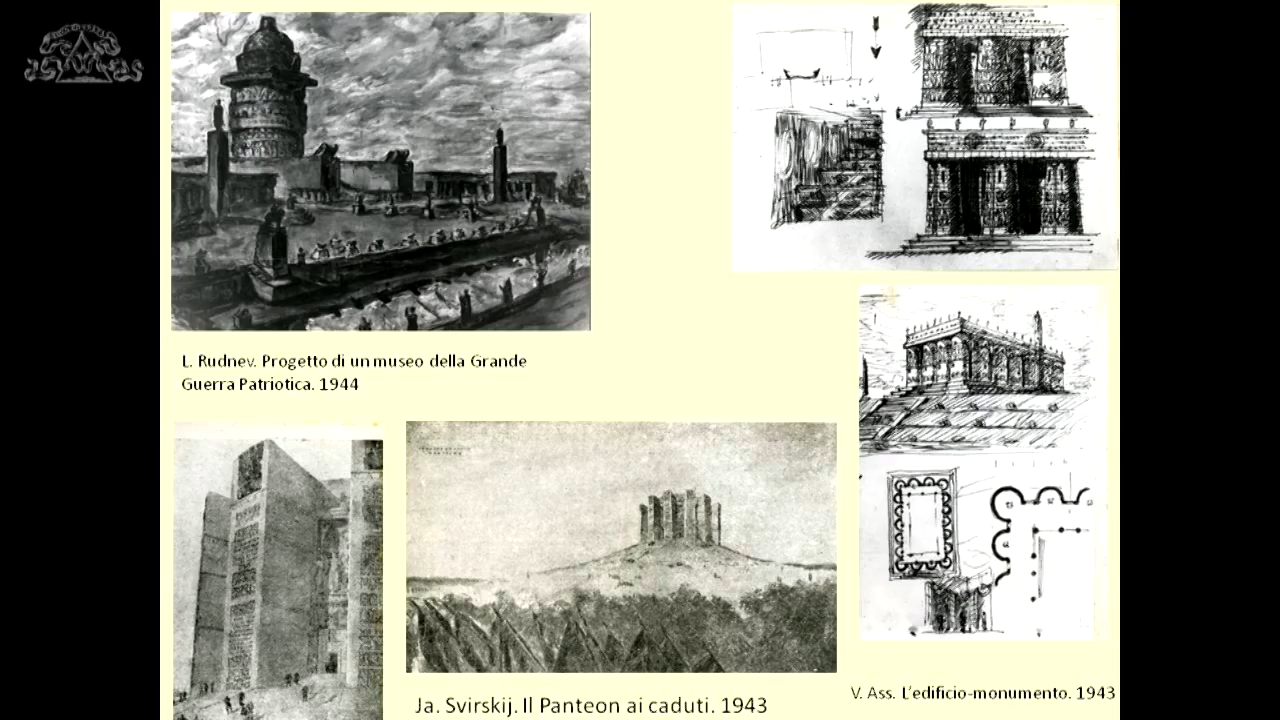 L. Rudnev. Progetto di un museo della Grande
Guerra Patriotica. 1944
Ja. Svirskij. Il Panteon ai caduti. 1943
V. Ass. L'edificio-monumento. 1943